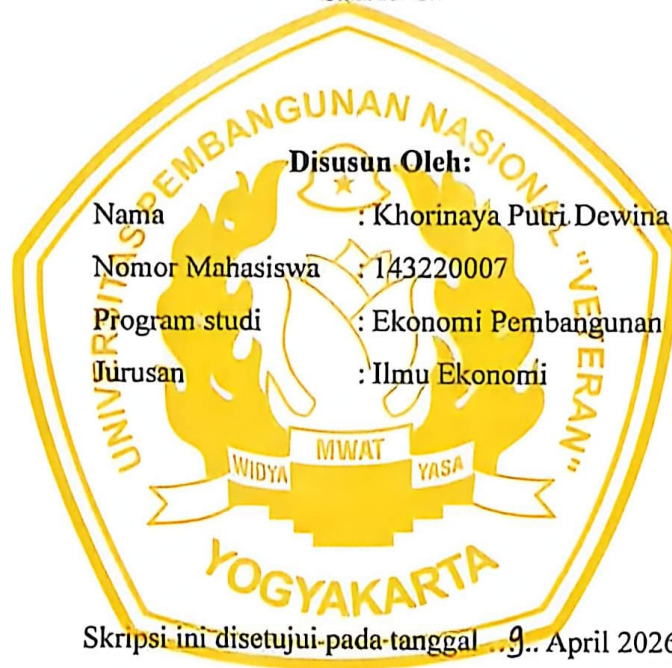 UNIVERSITAS PEMBANGUNAN NASIONAL "VETERAN"
Disusun Oleh:
Nama : Khorinaya Putri Dewina
Nomor Mahasiswa : 143220007
Program studi : Ekonomi Pembangunan
Jurusan : Ilmu Ekonomi
WIDYA MWAT YASA
YOGYAKARTA
Skripsi ini disetujui pada tanggal ..9.. April 2026